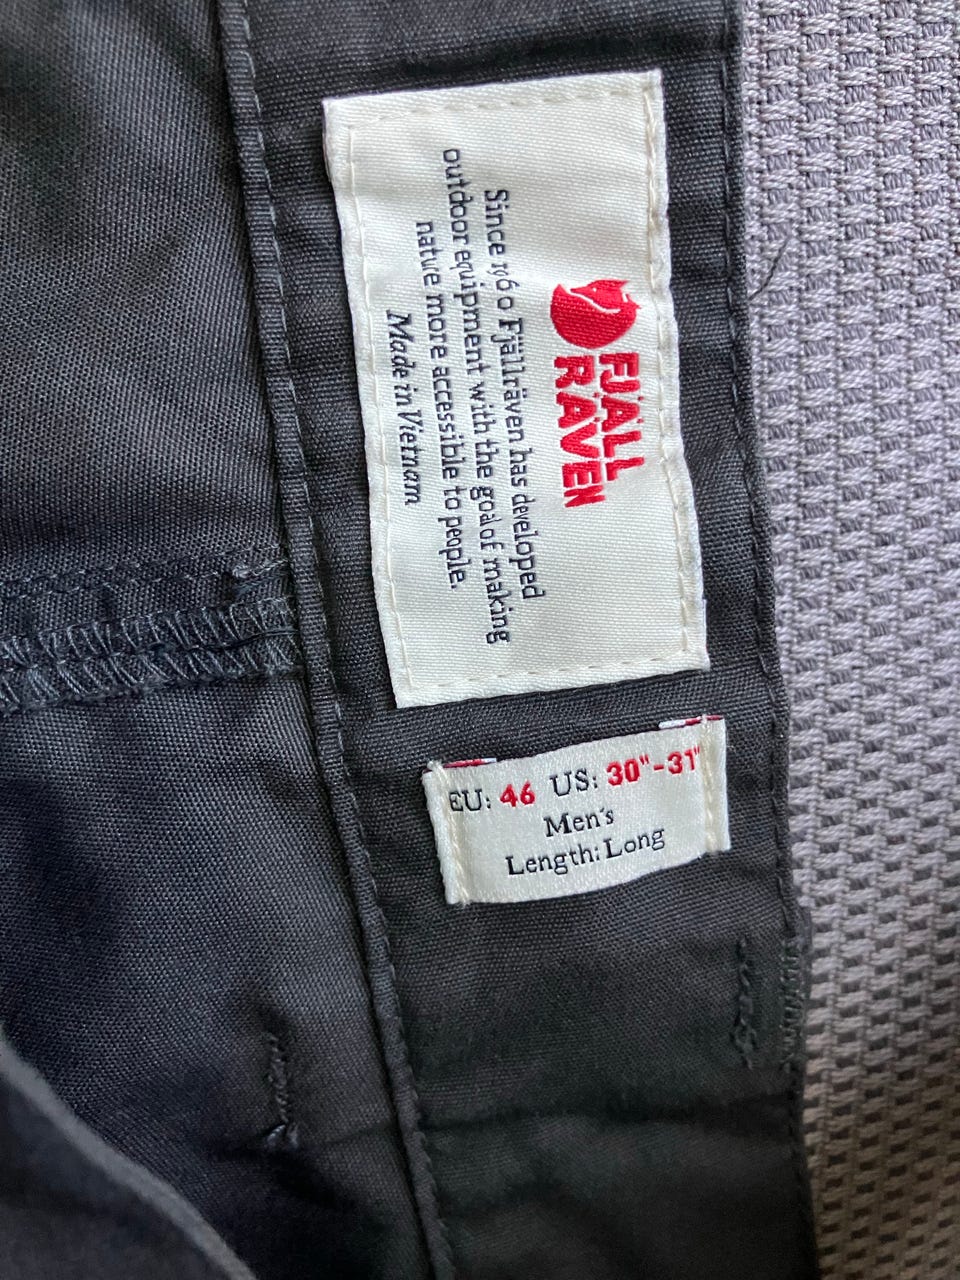 FJÄLL
RÄVEN
Since 1960 Fjällräven has developed
outdoor equipment with the goal of making
nature more accessible to people.
Made in Vietnam
EU: 46 US: 30"-31"
Men's
Length: Long